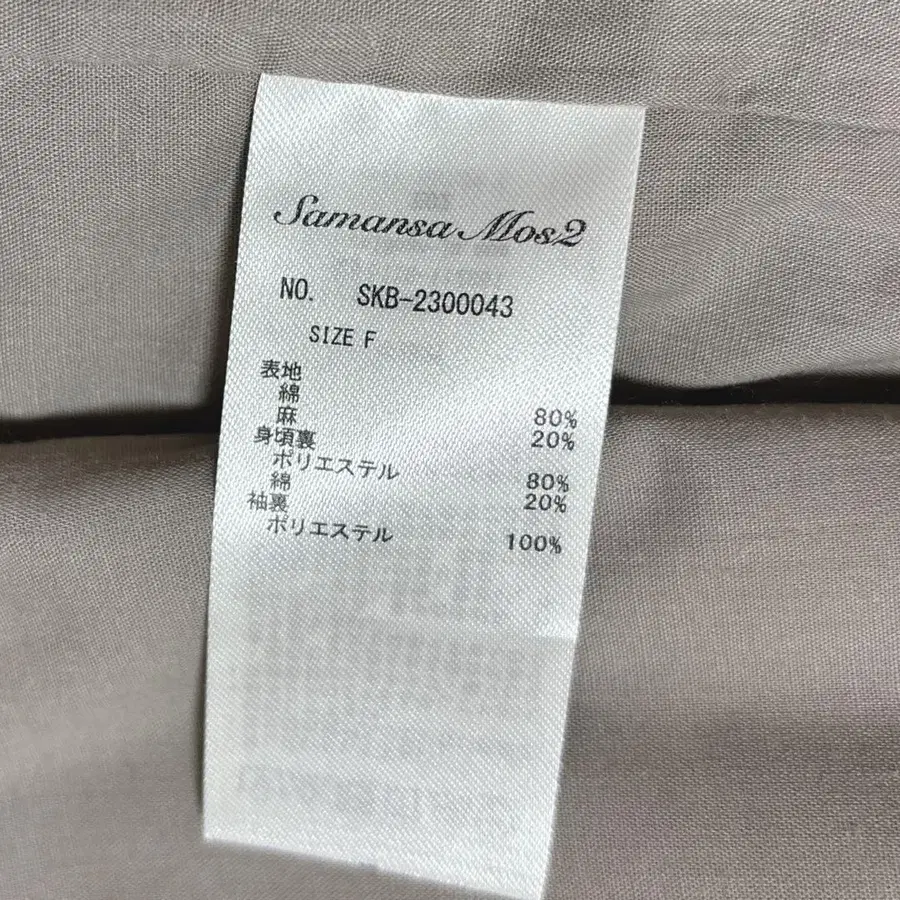 Samansa Mos2
NO. SKB-2300043
SIZE F
表地
綿 80%
麻 20%
身頃裏
ポリエステル 80%
綿 20%
袖裏
ポリエステル 100%